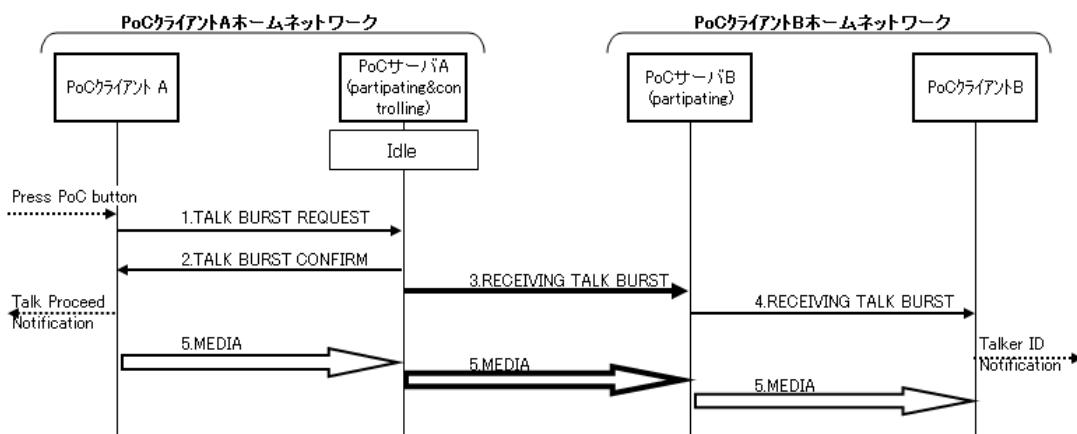 PoCクライアントAホームネットワーク
PoCクライアントBホームネットワーク
PoCクライアント A
PoCサーバA
(partipating&con
trolling)
PoCサーバB
(partipating)
PoCクライアントB
Idle
Press PoC button
1.TALK BURST REQUEST
2.TALK BURST CONFIRM
3.RECEIVING TALK BURST
4.RECEIVING TALK BURST
Talk Proceed
Notification
5.MEDIA
5.MEDIA
5.MEDIA
Talker ID
Notification